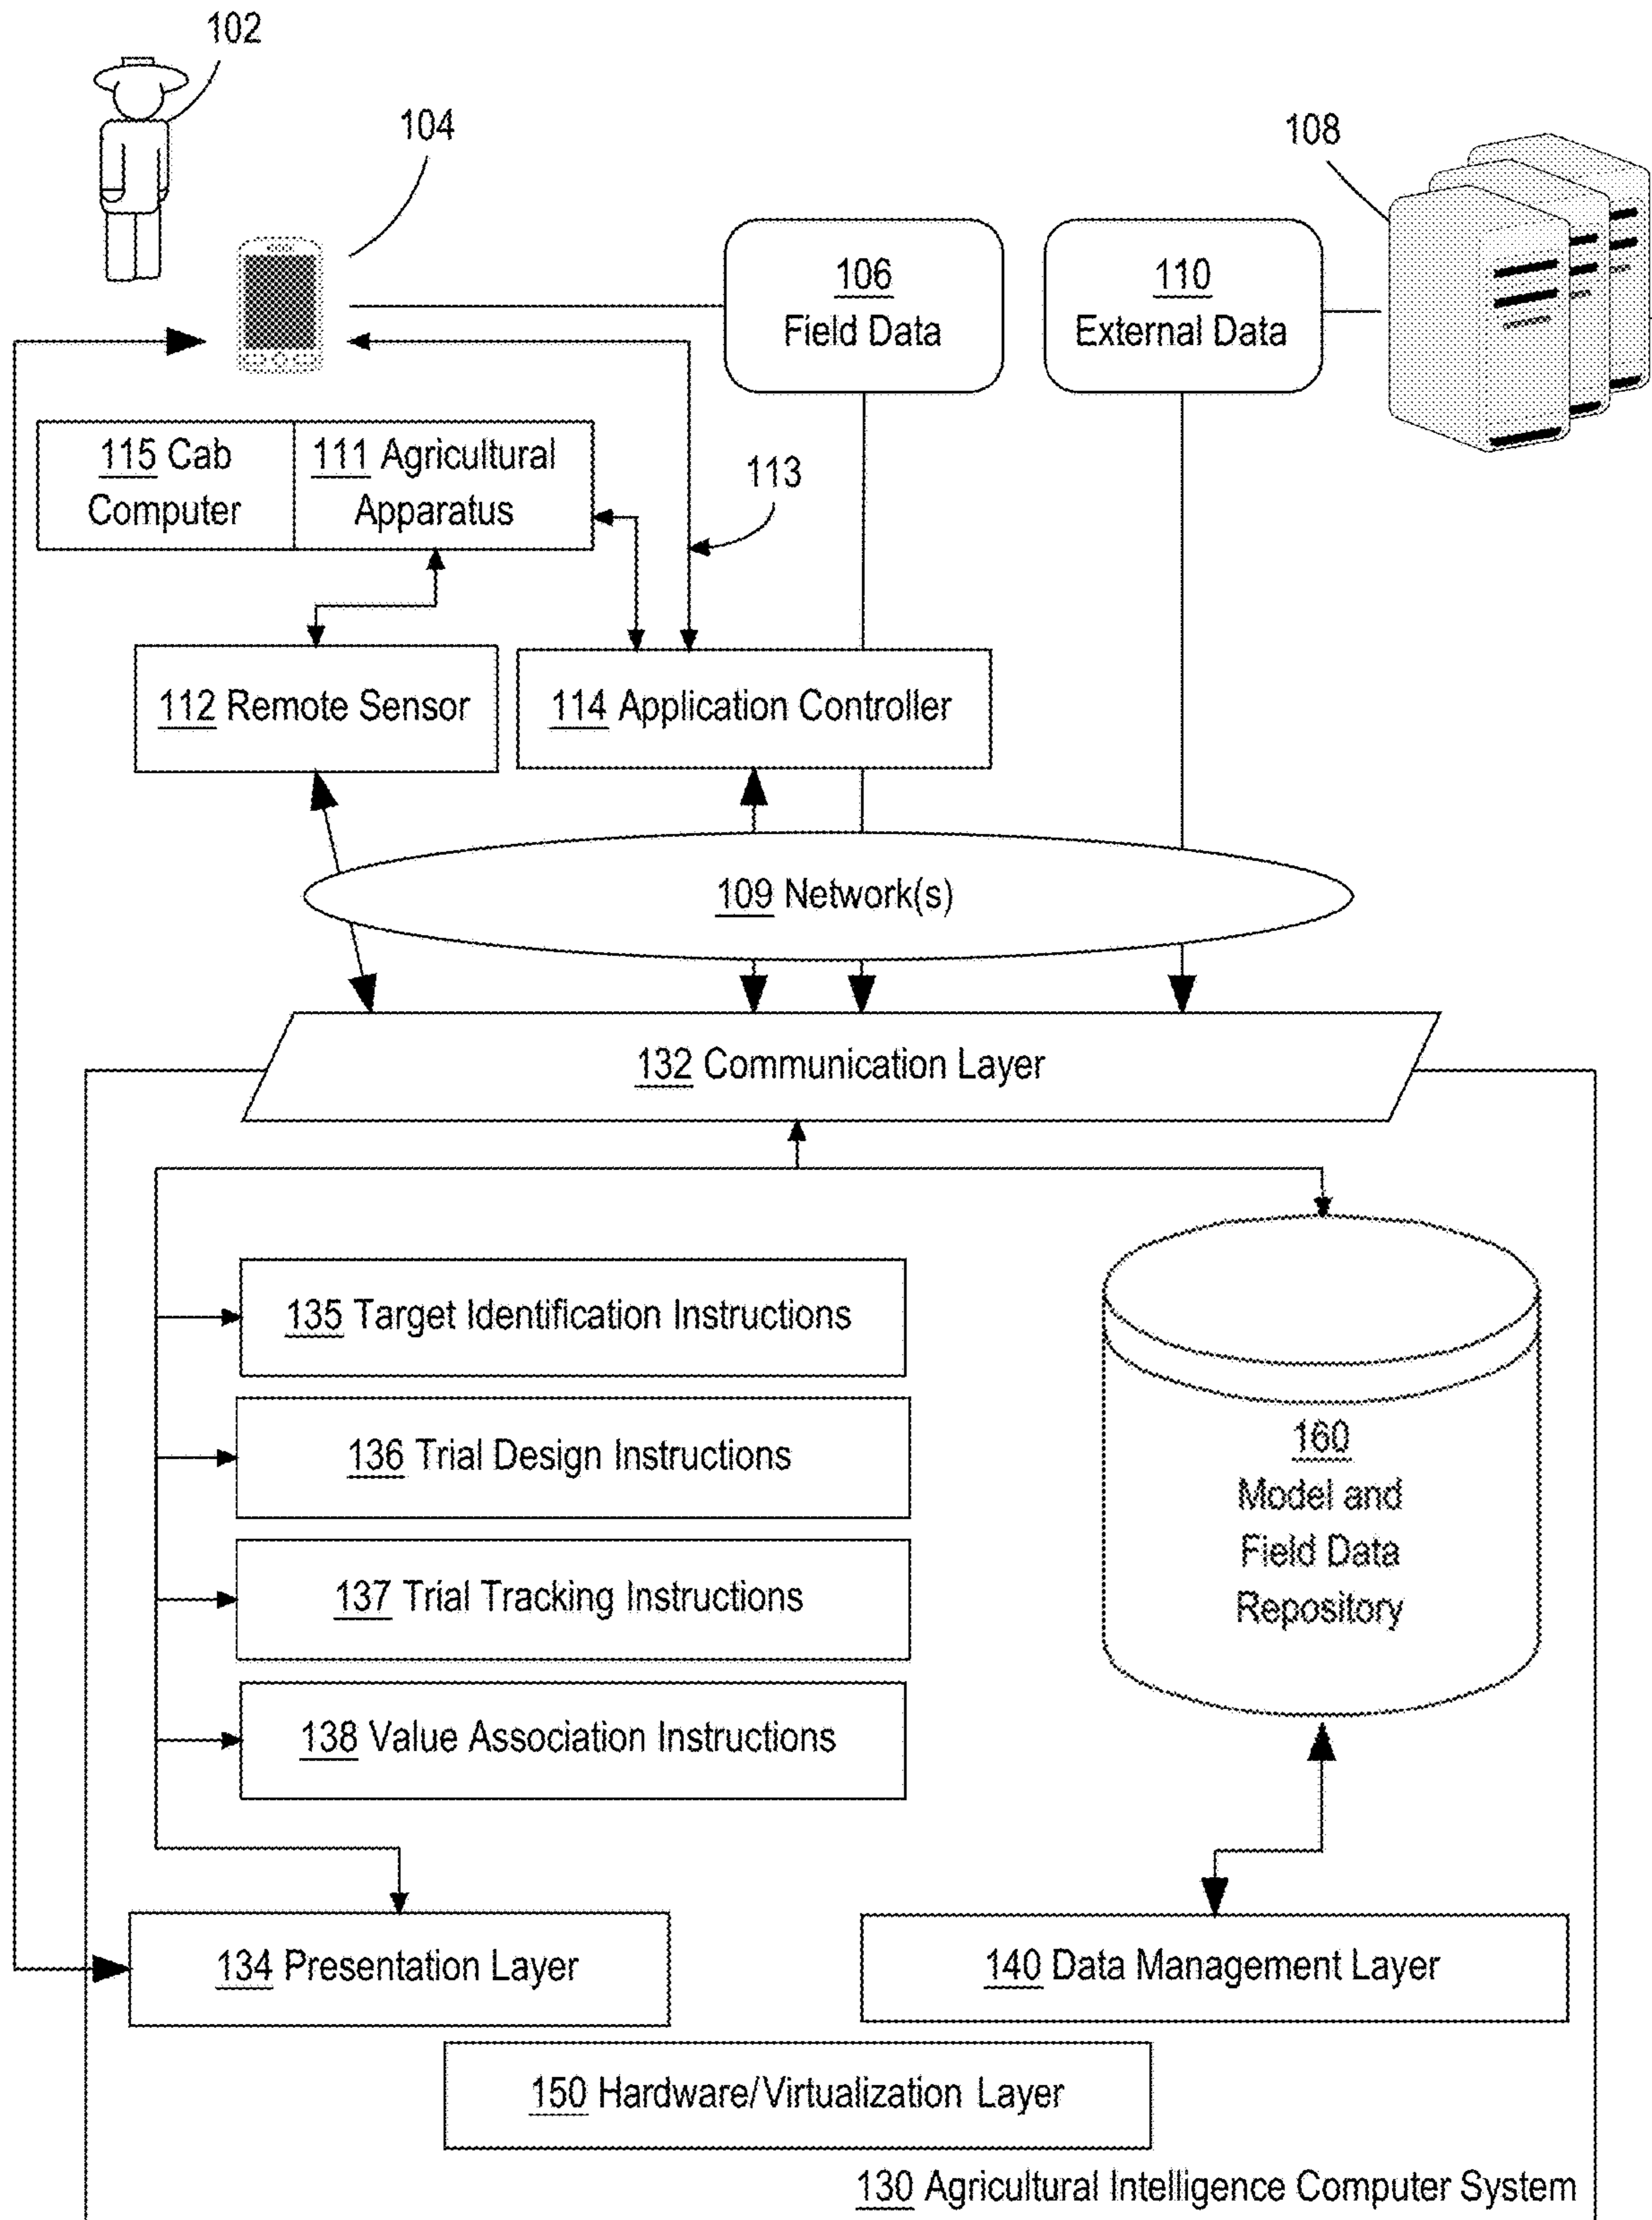 102
104
108
106
Field Data
110
External Data
115 Cab
Computer
111 Agricultural
Apparatus
113
112 Remote Sensor
114 Application Controller
109 Network(s)
132 Communication Layer
135 Target Identification Instructions
136 Trial Design Instructions
137 Trial Tracking Instructions
138 Value Association Instructions
160
Model and
Field Data
Repository
134 Presentation Layer
140 Data Management Layer
150 Hardware/Virtualization Layer
130 Agricultural Intelligence Computer System